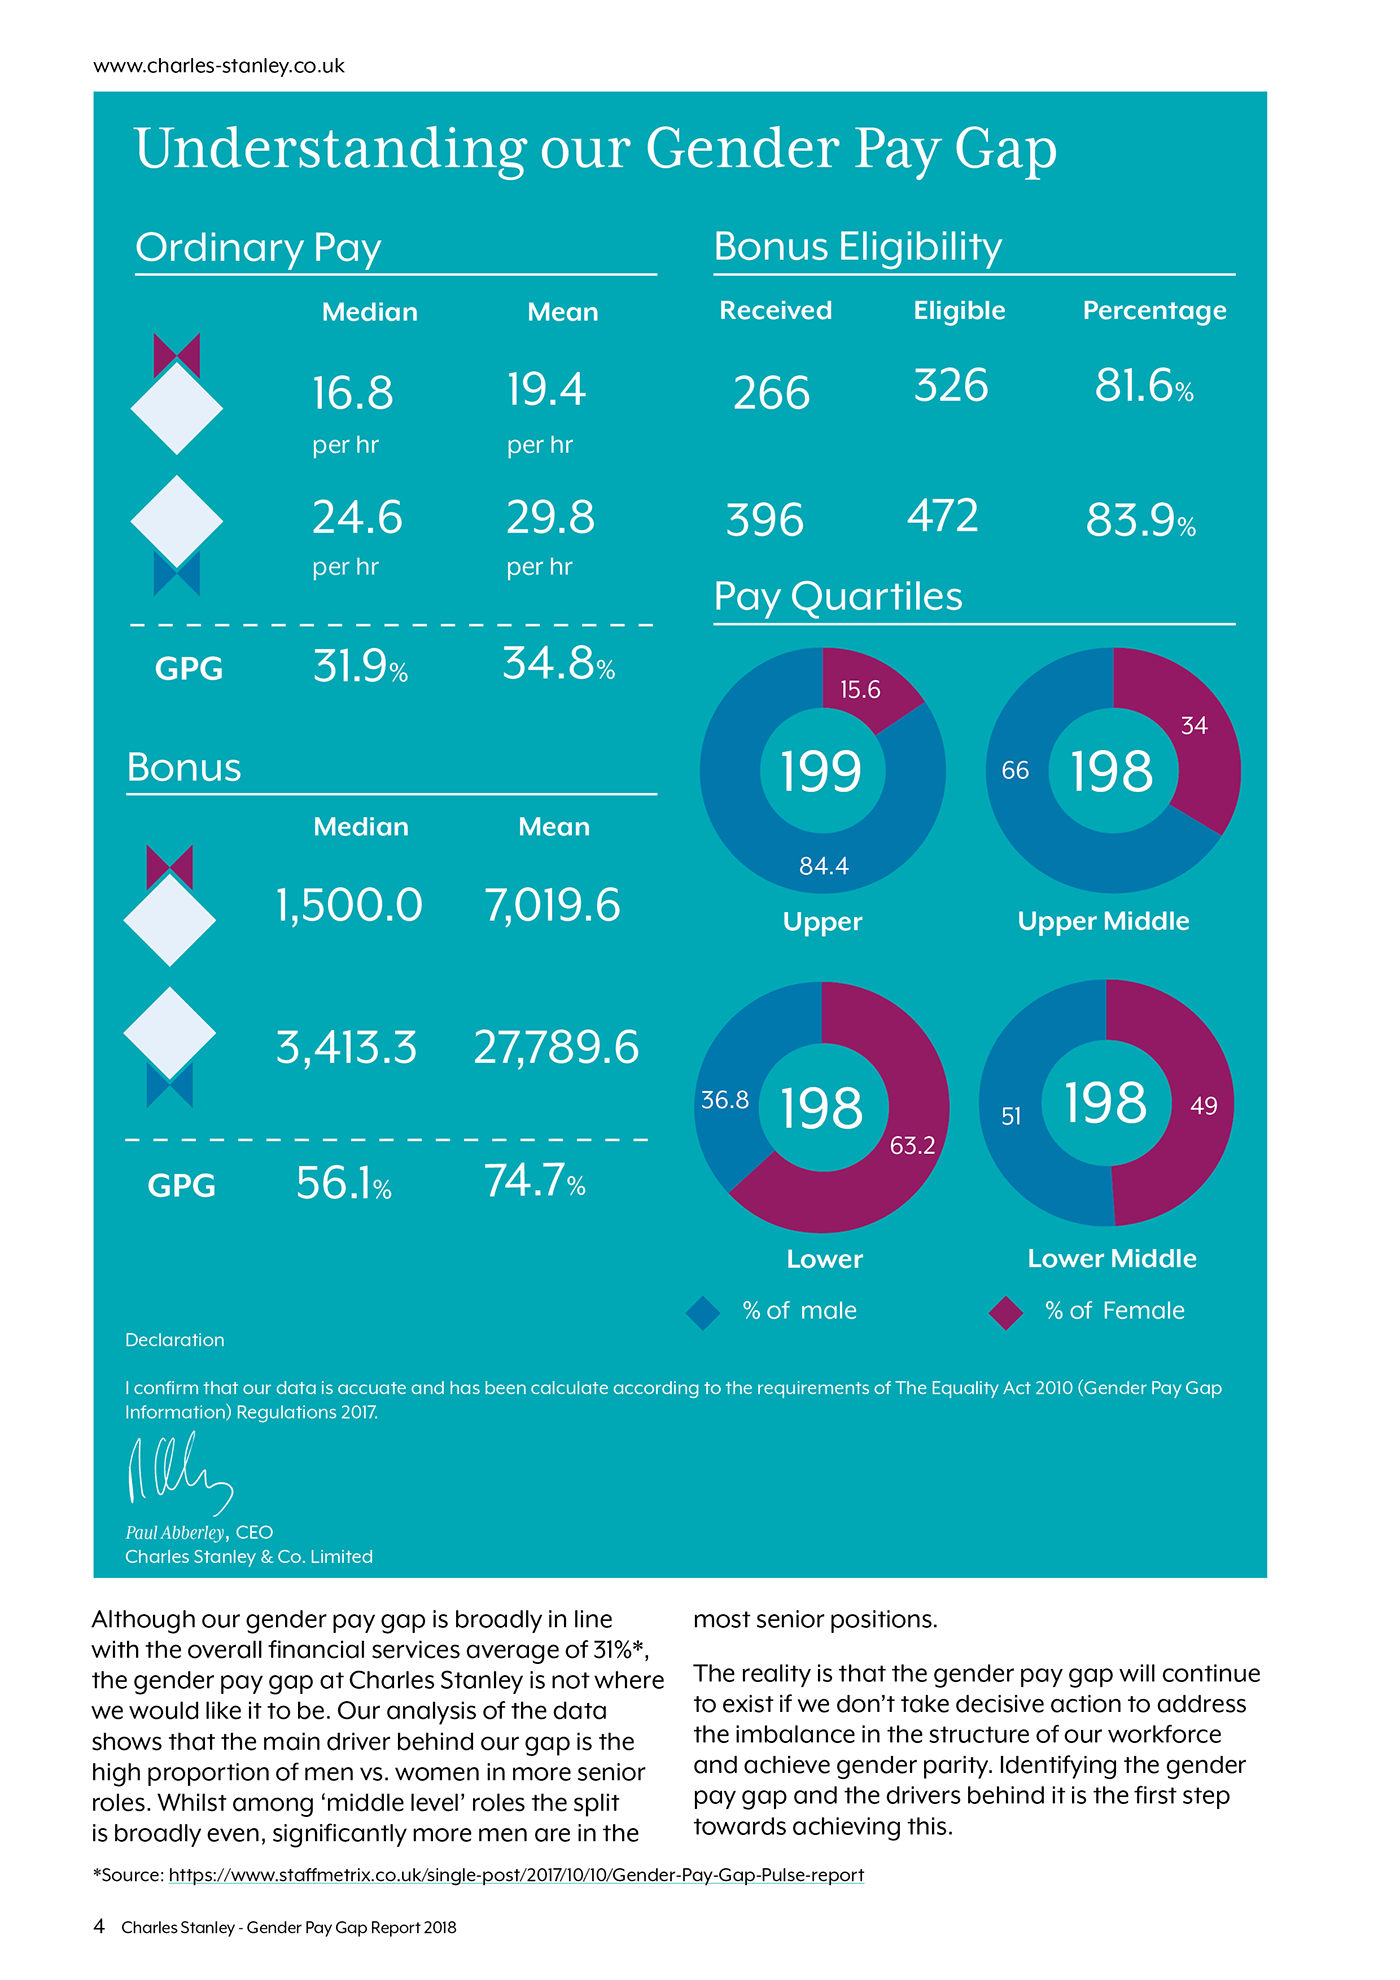 www.charles-stanley.co.uk
Understanding our Gender Pay Gap
Ordinary Pay
Median Mean
16.8 19.4
per hr per hr
24.6 29.8
per hr per hr
GPG 31.9% 34.8%
Bonus
Median Mean
1,500.0 7,019.6
3,413.3 27,789.6
GPG 56.1% 74.7%
Bonus Eligibility
Received Eligible Percentage
266 326 81.6%
396 472 83.9%
Pay Quartiles
15.6
199
84.4
Upper
34
66
198
Upper Middle
36.8
198
63.2
Lower
51
198
49
Lower Middle
% of male
% of Female
Declaration
I confirm that our data is accuate and has been calculate according to the requirements of The Equality Act 2010 (Gender Pay Gap
Information) Regulations 2017.
Paul Abberley, CEO
Charles Stanley & Co. Limited
Although our gender pay gap is broadly in line
with the overall financial services average of 31%*,
the gender pay gap at Charles Stanley is not where
we would like it to be. Our analysis of the data
shows that the main driver behind our gap is the
high proportion of men vs. women in more senior
roles. Whilst among ‘middle level’ roles the split
is broadly even, significantly more men are in the
most senior positions.
The reality is that the gender pay gap will continue
to exist if we don’t take decisive action to address
the imbalance in the structure of our workforce
and achieve gender parity. Identifying the gender
pay gap and the drivers behind it is the first step
towards achieving this.
*Source: https://www.staffmetrix.co.uk/single-post/2017/10/10/Gender-Pay-Gap-Pulse-report
4 Charles Stanley - Gender Pay Gap Report 2018